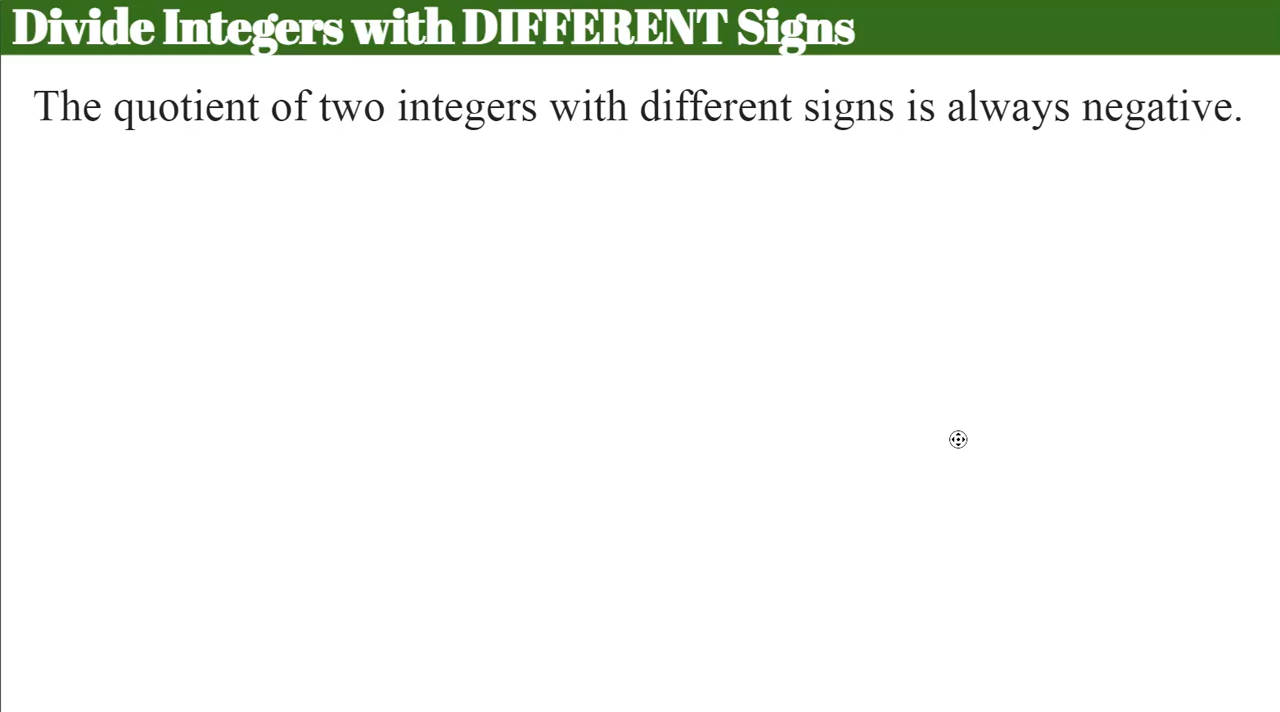 Divide Integers with DIFFERENT Signs
The quotient of two integers with different signs is always negative.